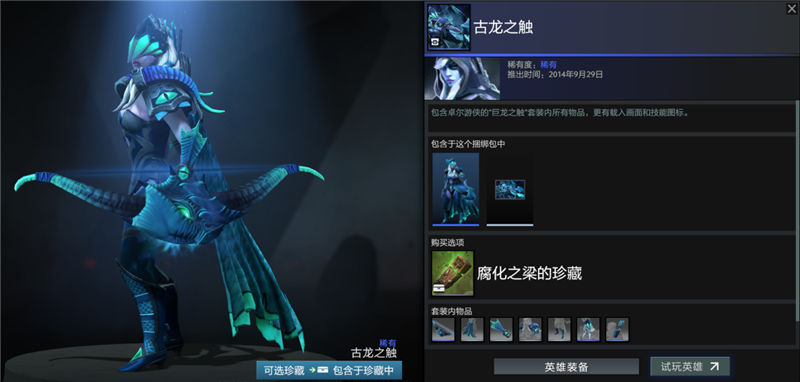 稀有
古龙之触
可选珍藏 包含于珍藏中
古龙之触
稀有度：稀有
推出时间：2014年9月29日
包含卓尔游侠的“巨龙之触”套装内所有物品，更有载入画面和技能图标。
包含于这个捆绑包中
购买选项
腐化之梁的珍藏
套装内物品
英雄装备
试玩英雄